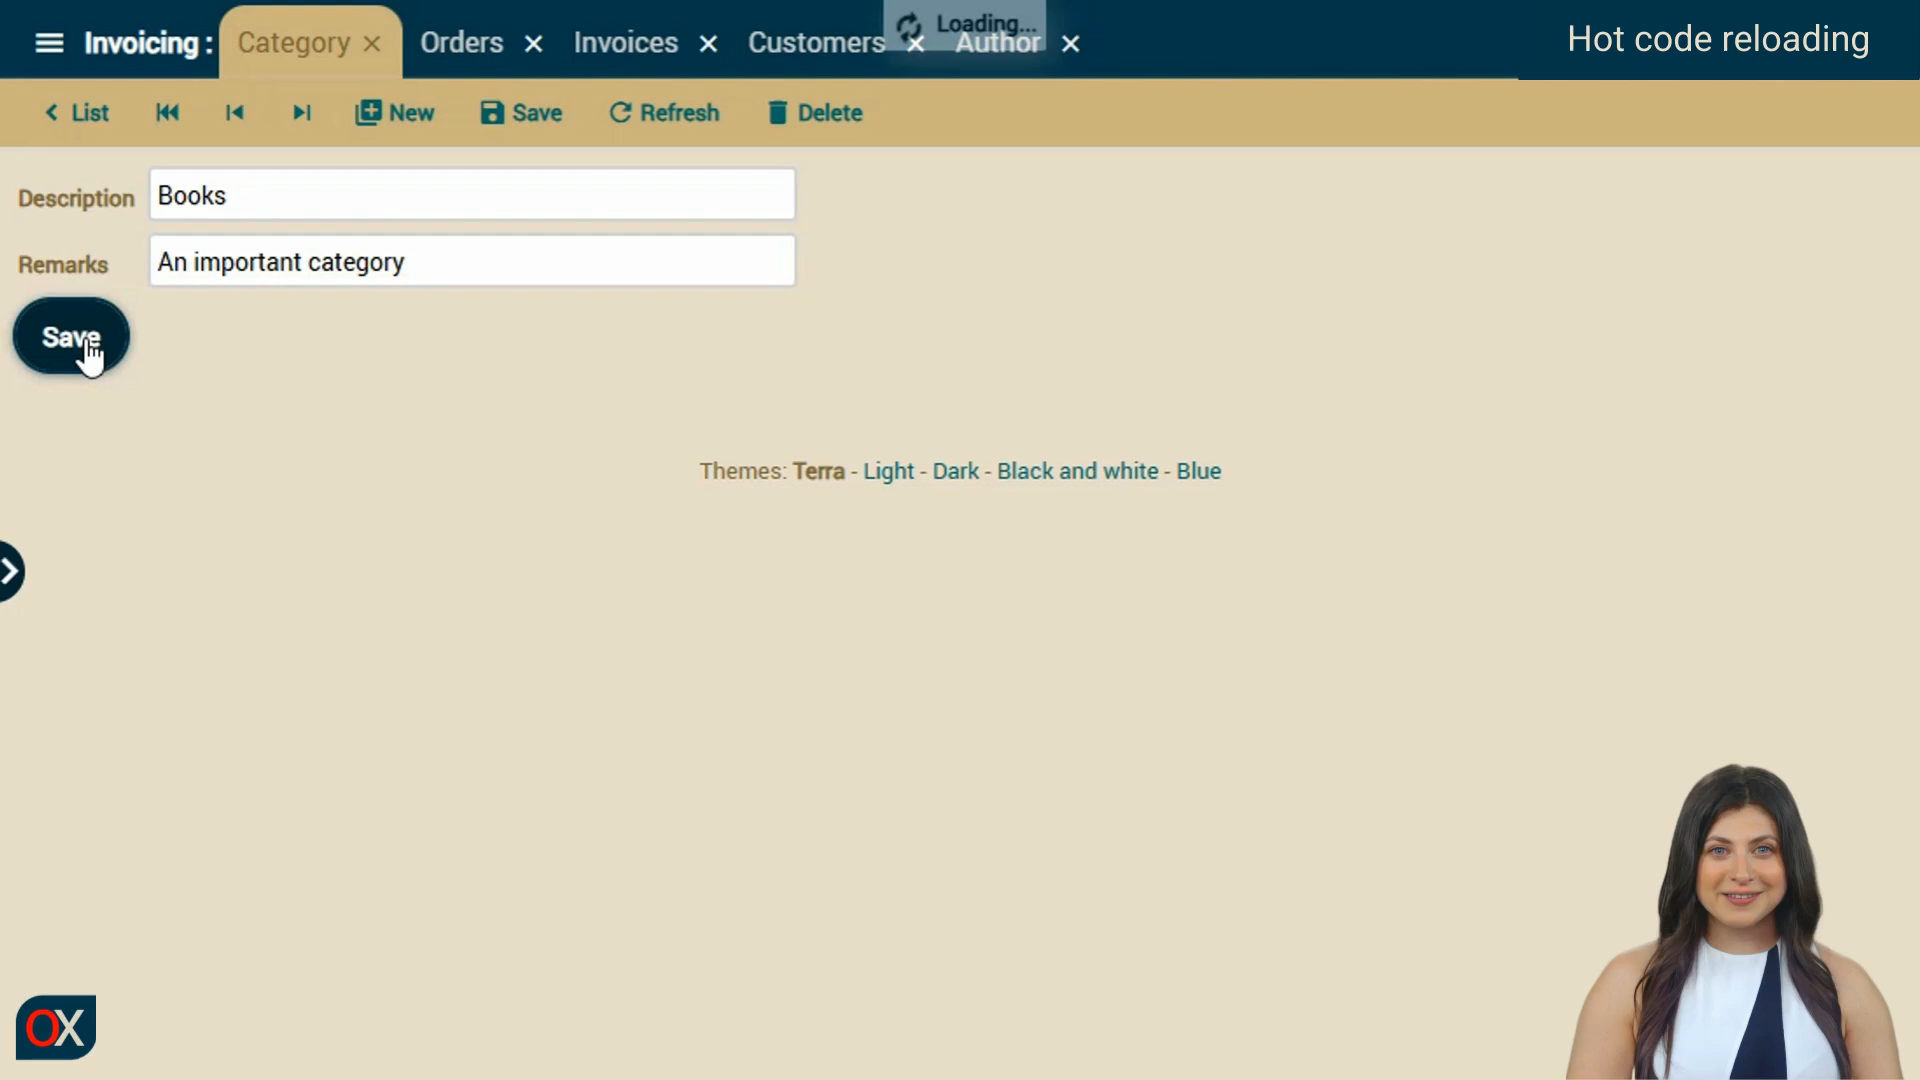 Invoicing : Category × Orders × Invoices × Customers × Author ×
Loading...
Hot code reloading
List New Save Refresh Delete
Description Books
Remarks An important category
Save
Themes: Terra - Light - Dark - Black and white - Blue
OX